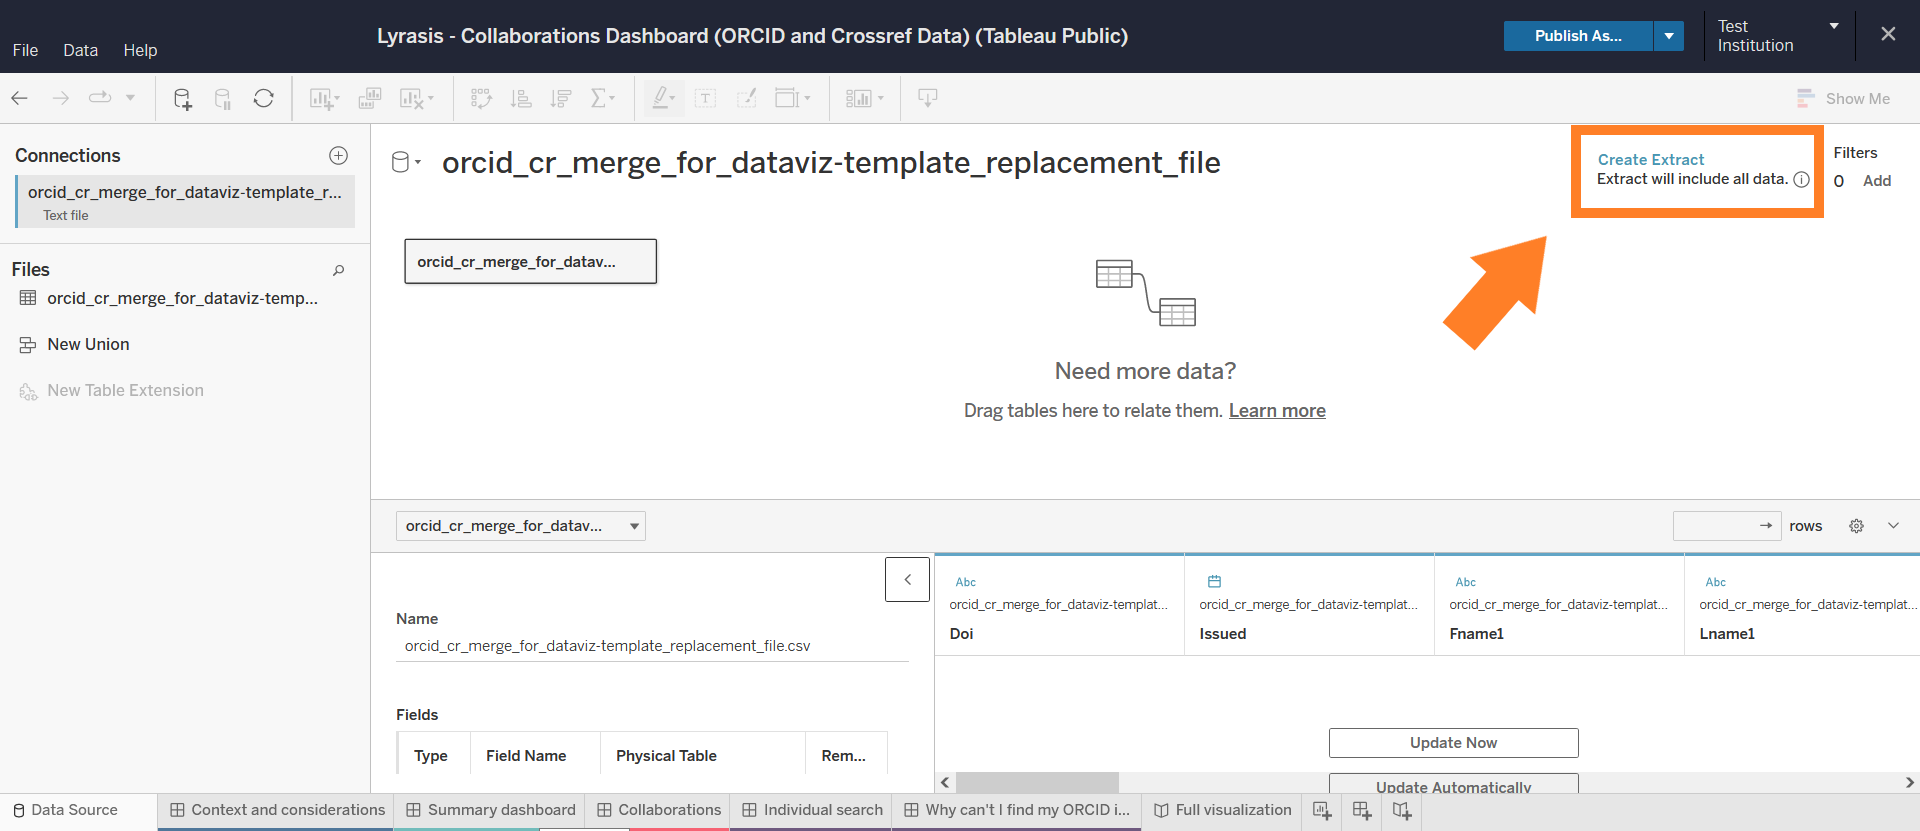 Lyrasis - Collaborations Dashboard (ORCID and Crossref Data) (Tableau Public)
File Data Help
Publish As...
Test
Institution
Show Me
Connections
orcid_cr_merge_for_dataviz-template_r...
Text file
Files
orcid_cr_merge_for_dataviz-temp...
New Union
New Table Extension
orcid_cr_merge_for_dataviz-template_replacement_file
Create Extract
Extract will include all data.
Filters
0 Add
orcid_cr_merge_for_datav...
Need more data?
Drag tables here to relate them. Learn more
orcid_cr_merge_for_datav...
rows
Name
orcid_cr_merge_for_dataviz-template_replacement_file.csv
Fields
Type Field Name Physical Table Rem...
Abc
orcid_cr_merge_for_dataviz-templat...
Doi
orcid_cr_merge_for_dataviz-templat...
Issued
Abc
orcid_cr_merge_for_dataviz-templat...
Fname1
Abc
orcid_cr_merge_for_dataviz-templat...
Lname1
Update Now
Update Automatically
Data Source Context and considerations Summary dashboard Collaborations Individual search Why can't I find my ORCID i... Full visualization